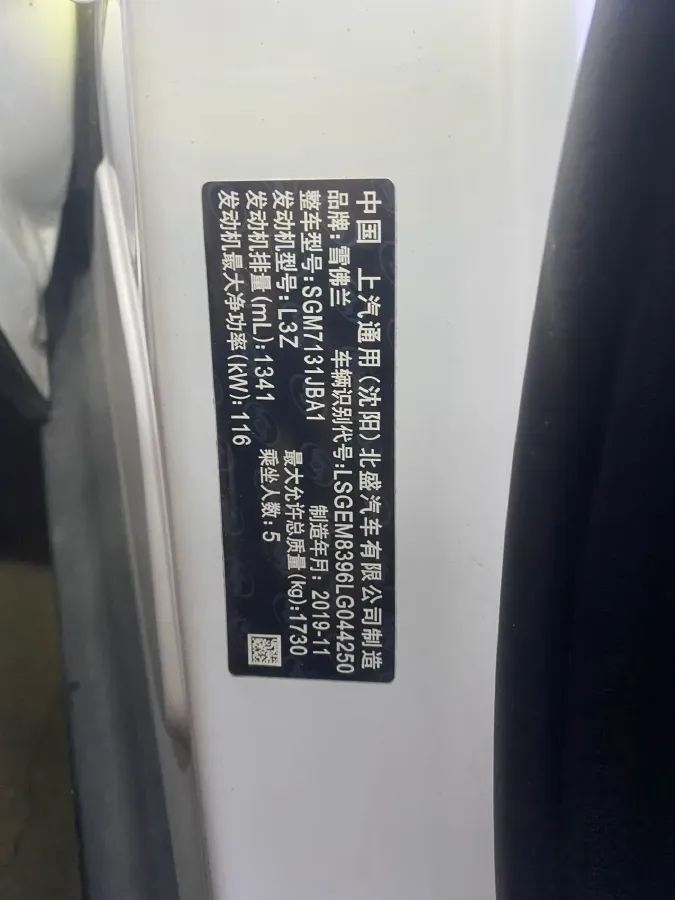 中国 上汽通用(沈阳)北盛汽车有限公司制造
品牌:雪佛兰 车辆识别代号:LSGEM8396LG044250
整车型号:SGM7131JBA1 制造年月:2019-11
发动机型号:L3Z 最大允许总质量(kg):1730
发动机排量(mL):1341 乘坐人数:5
发动机最大净功率(kW):116